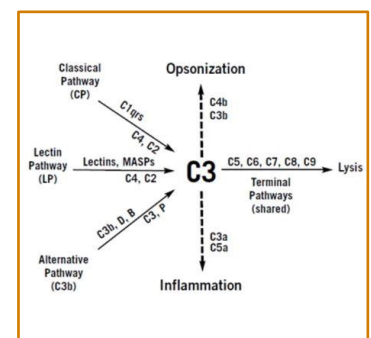 Classical
Pathway
(CP)
Opsonization
C1qrs
C4, C2
C4b
C3b
Lectin
Pathway
(LP)
Lectins, MASPs
C4, C2
C3
C5, C6, C7, C8, C9
Lysis
Terminal
Pathways
(shared)
C3b, D, B
C3, P
C3a
C5a
Alternative
Pathway
(C3b)
Inflammation